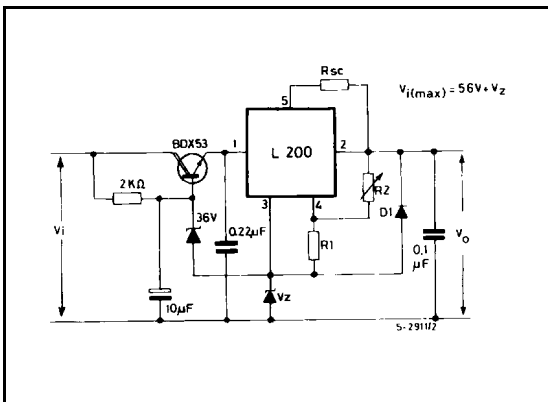 Rsc
Vi(max) = 56V + Vz
5
BDX53
1
L 200
2
2KΩ
3
4
R2
36V
D1
Vi
0.22μF
R1
0,1
μF
Vo
10μF
Vz
S-2911/2